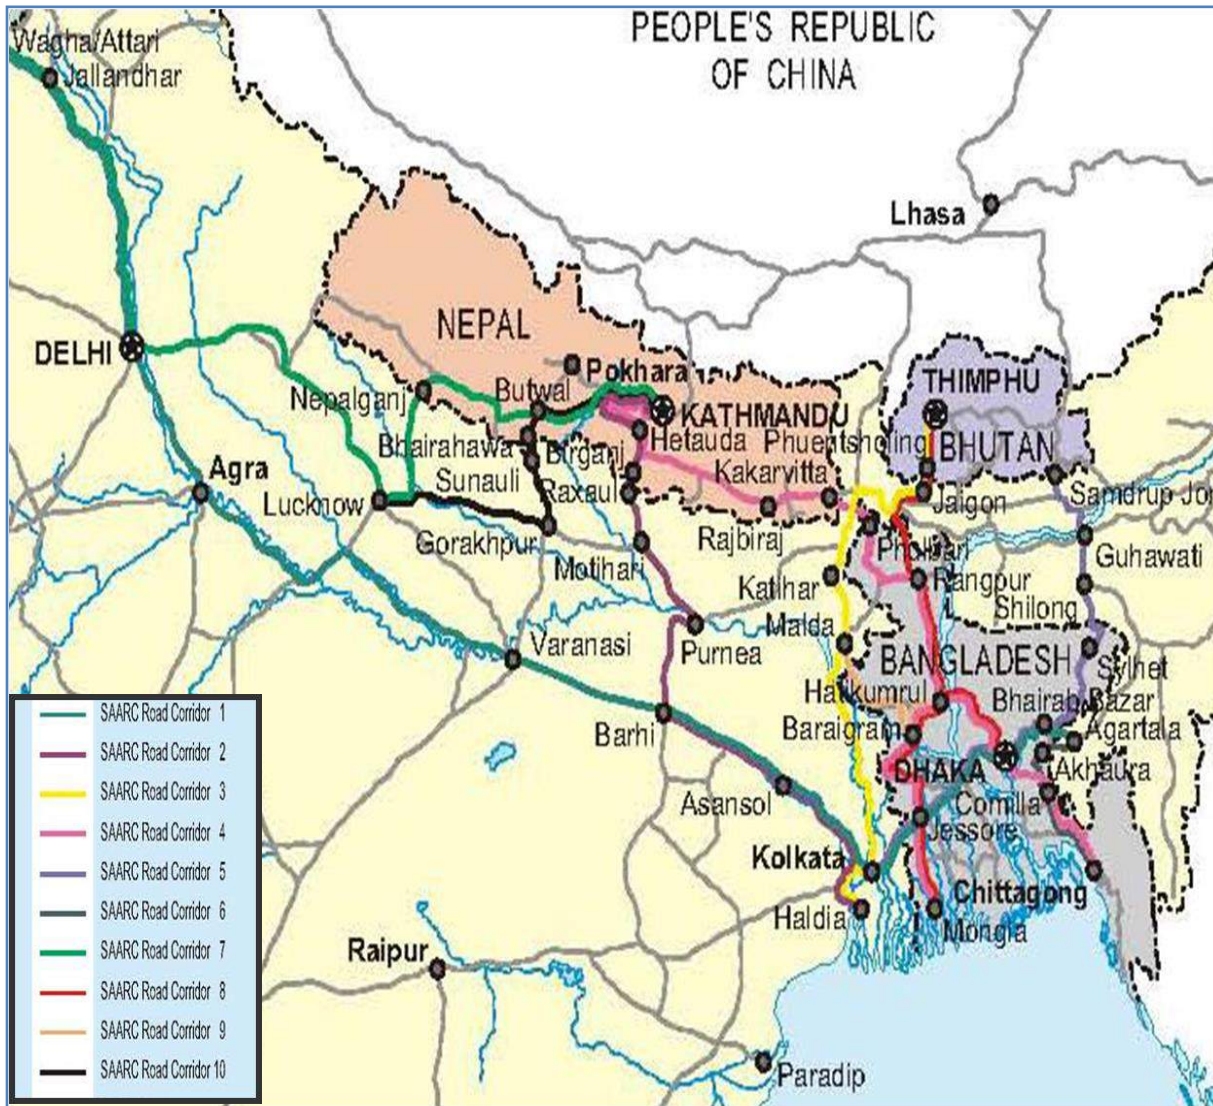 PEOPLE'S REPUBLIC
OF CHINA
Wagha/Attari
Jallandhar
Lhasa
NEPAL
DELHI
Pokhara
THIMPHU
Nepalganj
Butwal
KATHMANDU
Phuentsholing
BHUTAN
Bhairahawa
Birganj
Hetauda
Kakarvitta
Agra
Sunauli
Raxaul
Jaigon
Samdrup Jon
Lucknow
Gorakhpur
Rajbiraj
Phulbari
Guhawati
Motihari
Katihar
Rangpur
Shilong
Malda
Varanasi
Purnea
BANGLADESH
Sylhet
Hatikumrul
Bhairab Bazar
Barhi
Baraigram
Agartala
DHAKA
Akhaura
Asansol
Comilla
Jessore
Kolkata
Chittagong
Haldia
Mongla
Raipur
Paradip
SAARC Road Corridor 1
SAARC Road Corridor 2
SAARC Road Corridor 3
SAARC Road Corridor 4
SAARC Road Corridor 5
SAARC Road Corridor 6
SAARC Road Corridor 7
SAARC Road Corridor 8
SAARC Road Corridor 9
SAARC Road Corridor 10